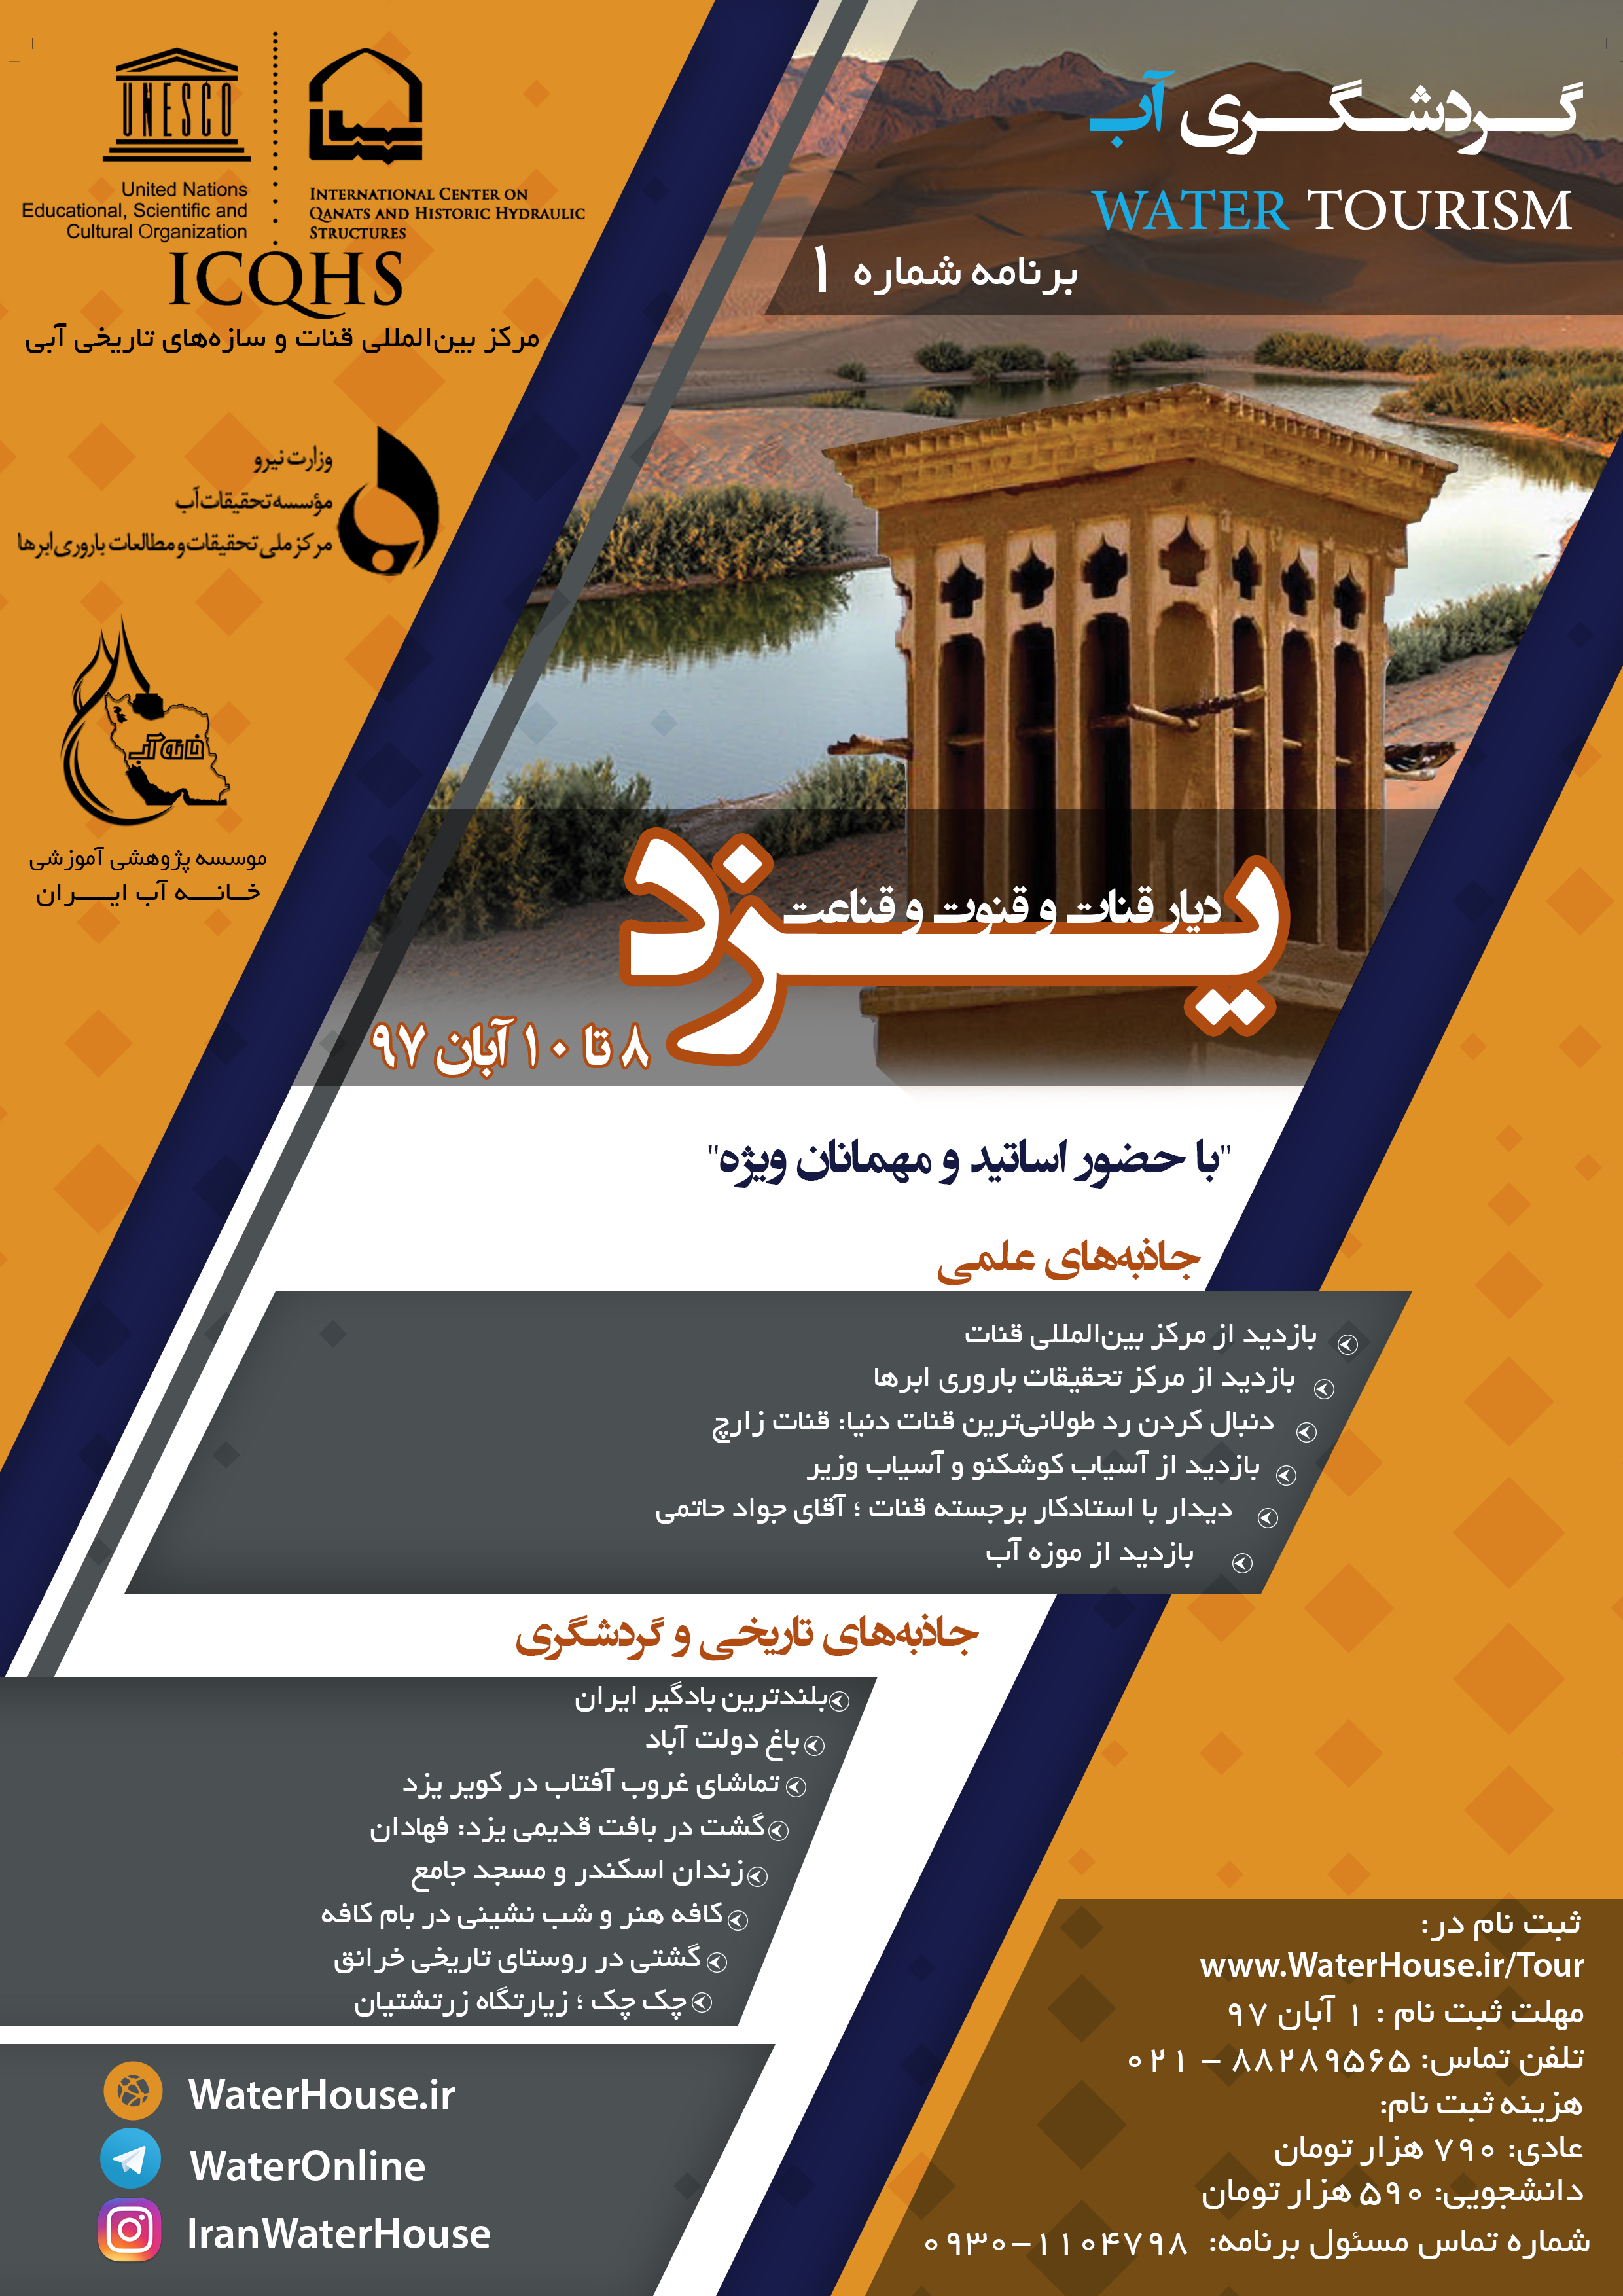 گردشگری آب
WATER TOURISM
برنامه شماره ۱
UNESCO
United Nations
Educational, Scientific and
Cultural Organization
INTERNATIONAL CENTER ON
QANATS AND HISTORIC HYDRAULIC
STRUCTURES
ICQHS
مرکز بین‌المللی قنات و سازه‌های تاریخی آبی
وزارت نیرو
مؤسسه تحقیقات آب
مرکز ملی تحقیقات و مطالعات باروری ابرها
خانه آب
موسسه پژوهشی آموزشی
خانه آب ایران
دیار قنات و قنوت و قناعت
یزد
۸ تا ۱۰ آبان ۹۷
"با حضور اساتید و مهمانان ویژه"
جاذبه‌های علمی
بازدید از مرکز بین‌المللی قنات
بازدید از مرکز تحقیقات باروری ابرها
دنبال کردن رد طولانی‌ترین قنات دنیا: قنات زارچ
بازدید از آسیاب کوشکنو و آسیاب وزیر
دیدار با استادکار برجسته قنات ؛ آقای جواد حاتمی
بازدید از موزه آب
جاذبه‌های تاریخی و گردشگری
بلندترین بادگیر ایران
باغ دولت آباد
تماشای غروب آفتاب در کویر یزد
گشت در بافت قدیمی یزد: فهادان
زندان اسکندر و مسجد جامع
کافه هنر و شب نشینی در بام کافه
گشتی در روستای تاریخی خرانق
چک چک ؛ زیارتگاه زرتشتیان
WaterHouse.ir
WaterOnline
IranWaterHouse
ثبت نام در:
www.WaterHouse.ir/Tour
مهلت ثبت نام : ۱ آبان ۹۷
تلفن تماس: ۸۸۲۸۹۵۶۵ – ۰۲۱
هزینه ثبت نام:
عادی: ۷۹۰ هزار تومان
دانشجویی: ۵۹۰ هزار تومان
شماره تماس مسئول برنامه: ۰۹۳۰-۱۱۰۴۷۹۸